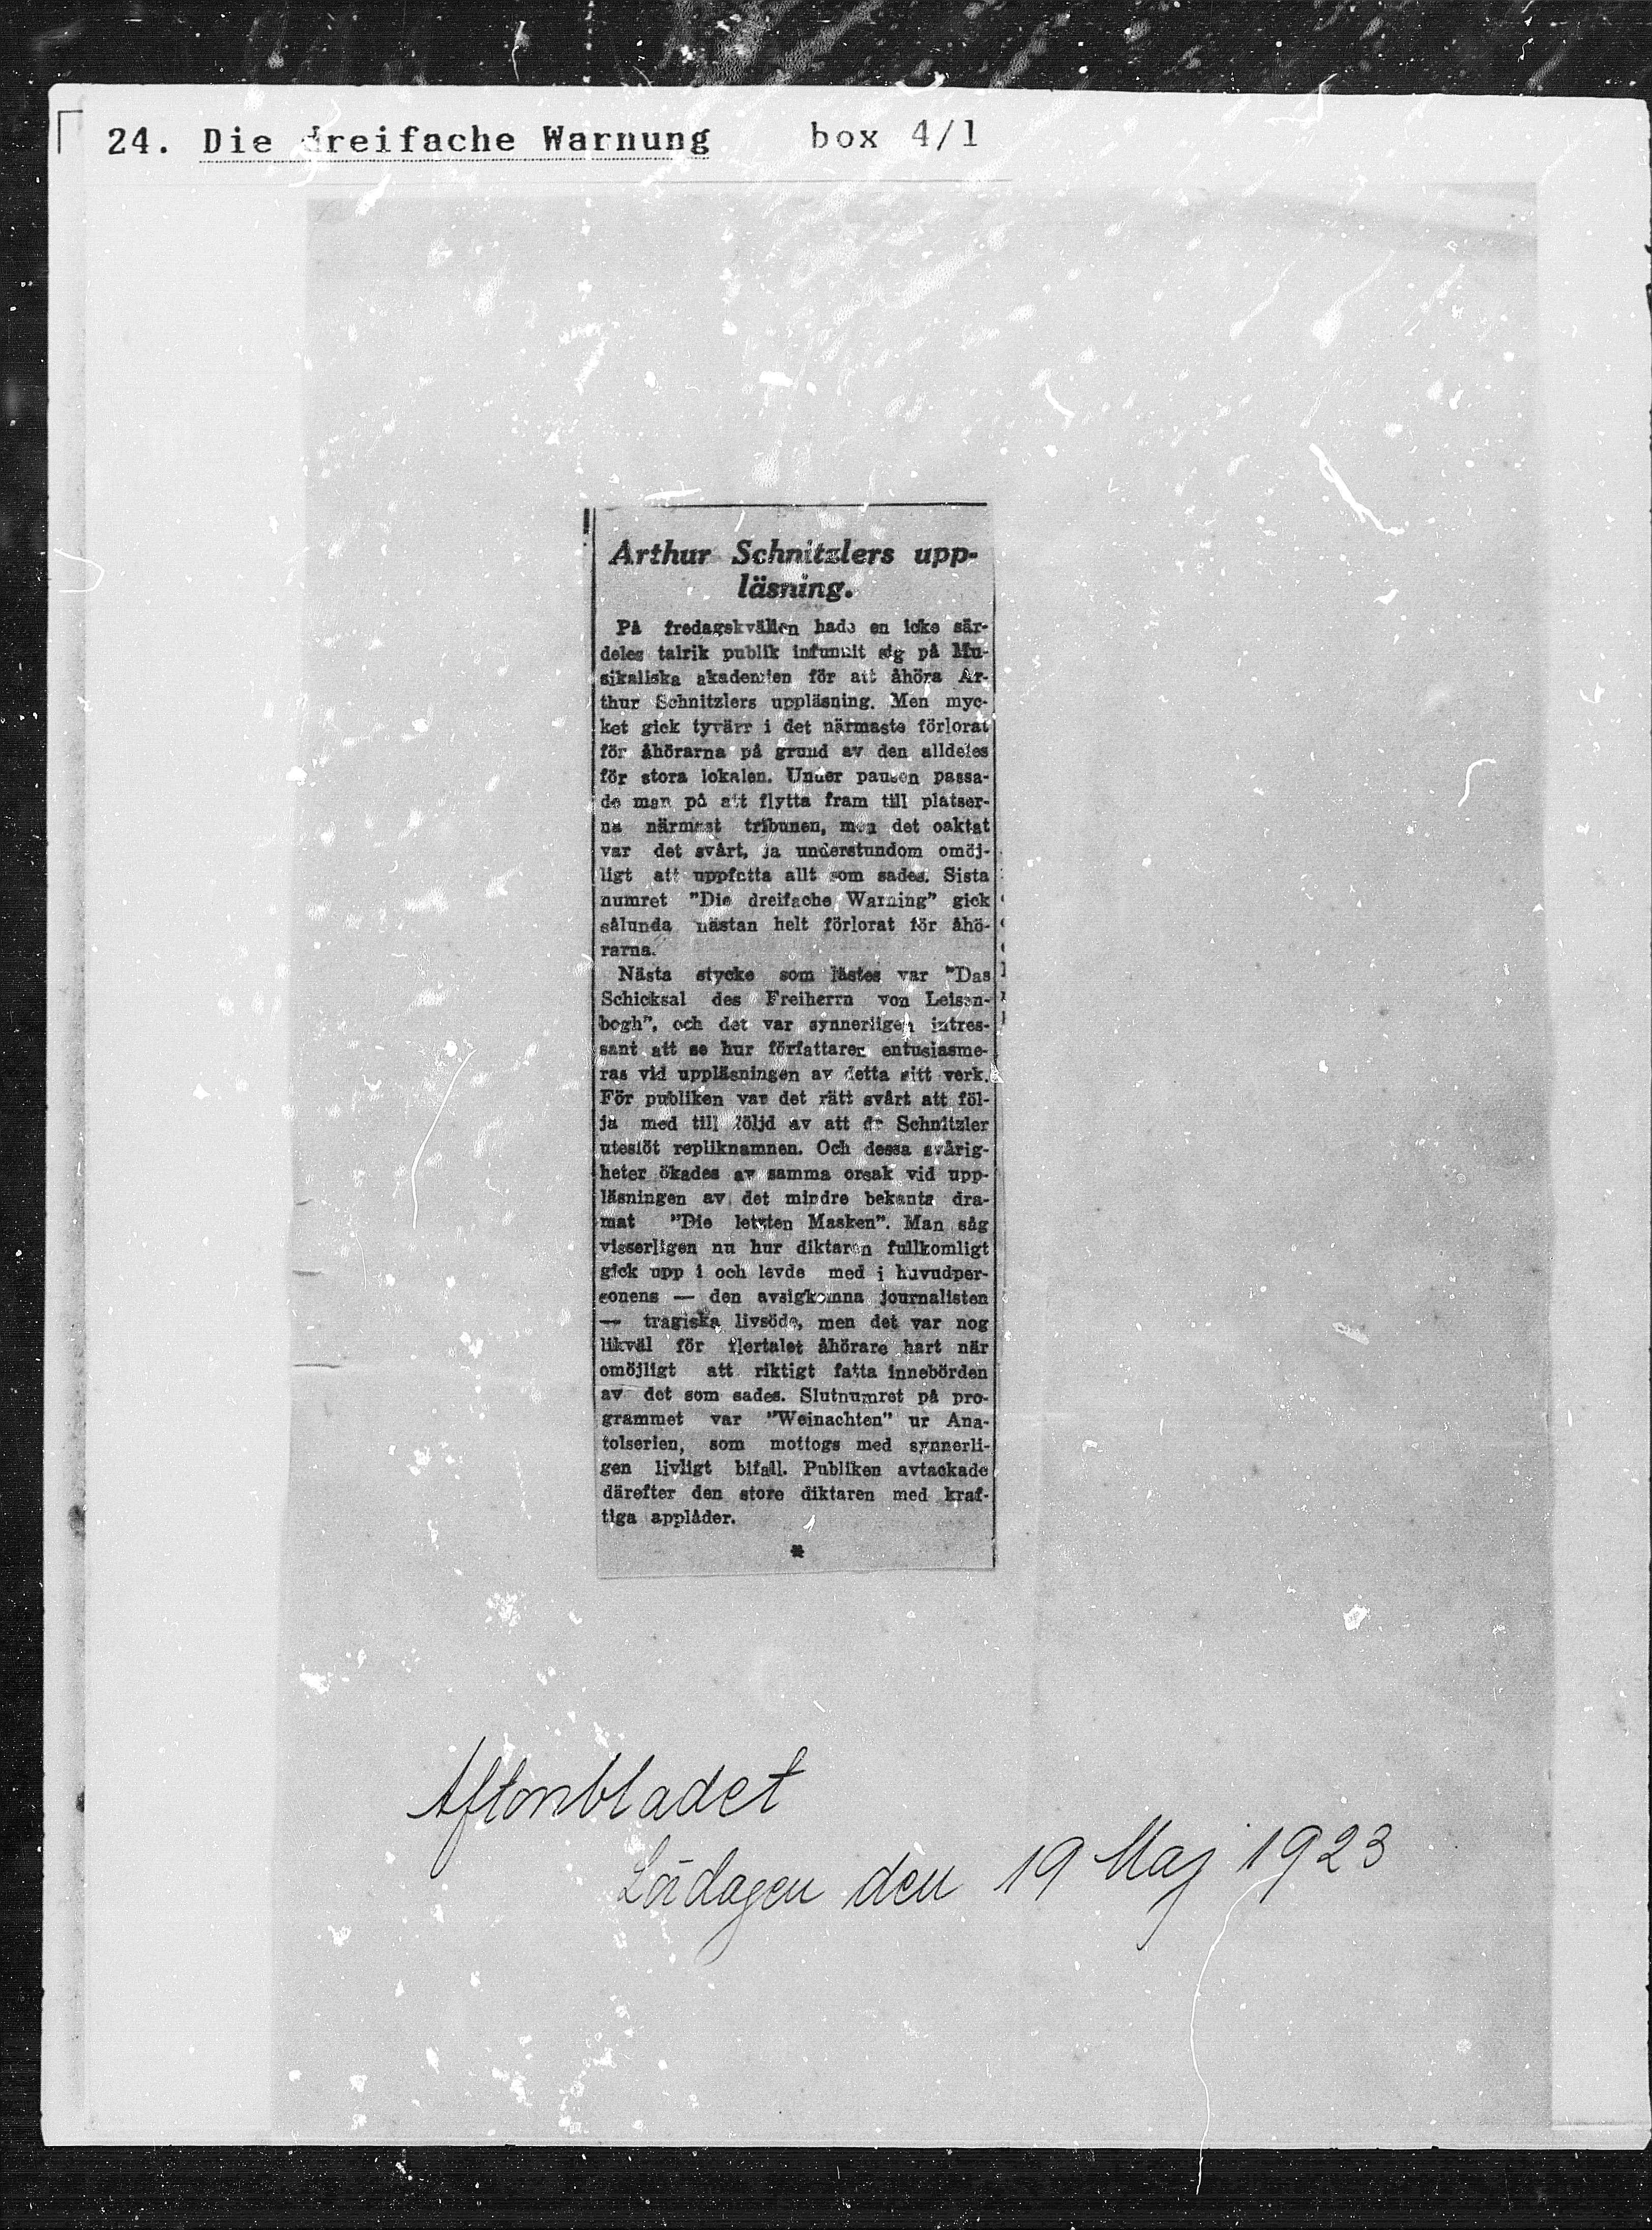 24. Die dreifache Warnung box 4/1
Arthur Schnitzlers upp-
läsning.
På fredagskvällen hade en icke sär-
deles talrik publik infunnit sig på Mu-
sikaliska akademien för att åhöra Ar-
thur Schnitzlers uppläsning. Men myc-
ket gick tyvärr i det närmaste förlorat
för åhörarna på grund av den alldeles
för stora lokalen. Under pausen passa-
de man på att flytta fram till platser-
na närmast tribunen, men det oaktat
var det svårt, ja understundom omöj-
ligt att uppfatta allt som sades. Sista
numret "Die dreifache Warning" gick
sålunda nästan helt förlorat för åhö-
rarna.
Nästa stycke som lästes var "Das
Schicksal des Freiherrn von Leisen-
bogh", och det var synnerligen intres-
sant att se hur författaren entusiasme-
ras vid uppläsningen av detta sitt verk.
För publiken var det rätt svårt att föl-
ja med till följd av att dr Schnitzler
uteslöt repliknamnen. Och dessa svårig-
heter ökades av samma orsak vid upp-
läsningen av det mindre bekanta dra-
mat "Die letzten Masken". Man såg
visserligen nu hur diktaren fullkomligt
gick upp i och levde med i huvudper-
sonens — den avsigkomna journalisten
— tragiska livsöde, men det var nog
likväl för flertalet åhörare hart när
omöjligt att riktigt fatta innebörden
av det som sades. Slutnumret på pro-
grammet var "Weinachten" ur Ana-
tolserien, som mottogs med synnerli-
gen livligt bifall. Publiken avtackade
därefter den store diktaren med kraf-
tiga applåder.
*
Aftonbladet
Lördagen den 19 Maj 1923